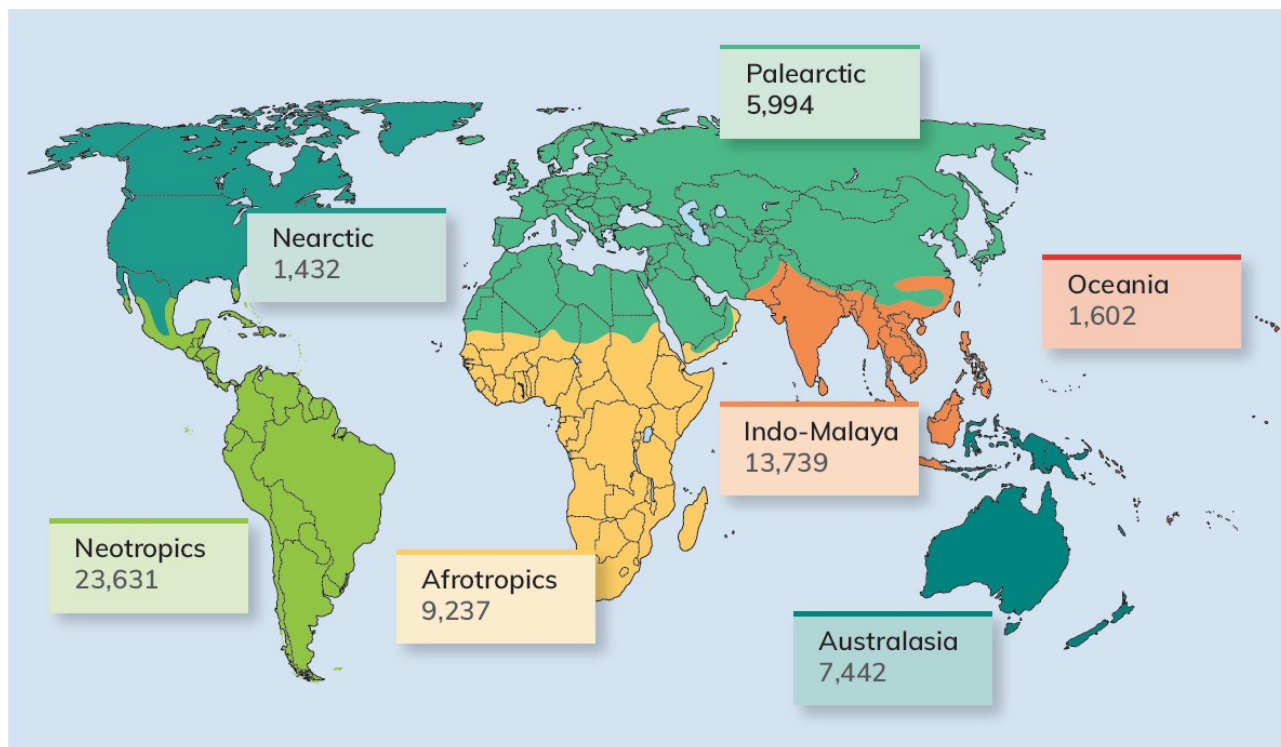 Palearctic
5,994
Nearctic
1,432
Oceania
1,602
Indo-Malaya
13,739
Neotropics
23,631
Afrotropics
9,237
Australasia
7,442